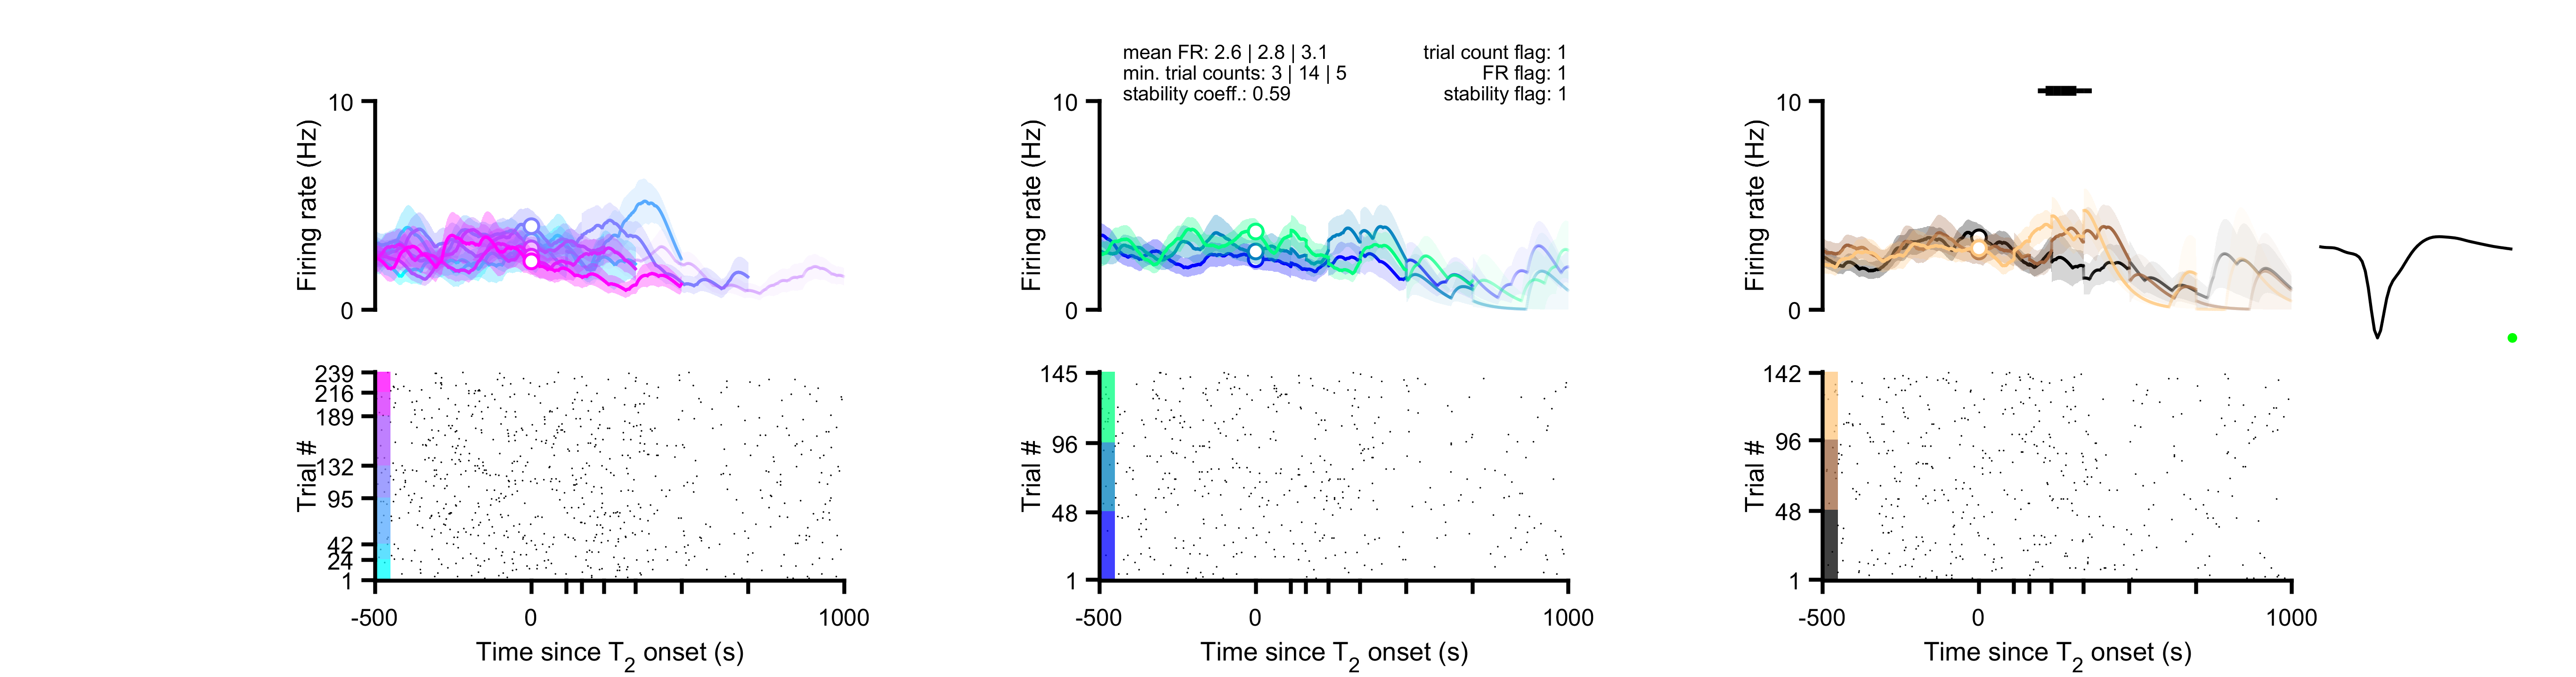 mean FR: 2.6 | 2.8 | 3.1
trial count flag: 1
min. trial counts: 3 | 14 | 5
FR flag: 1
stability coeff.: 0.59
stability flag: 1
10
Firing rate (Hz)
0
10
Firing rate (Hz)
0
10
Firing rate (Hz)
0
239
216
189
132
95
42
24
1
Trial #
-500
0
1000
Time since T2 onset (s)
145
96
48
1
Trial #
-500
0
1000
Time since T2 onset (s)
142
96
48
1
Trial #
-500
0
1000
Time since T2 onset (s)